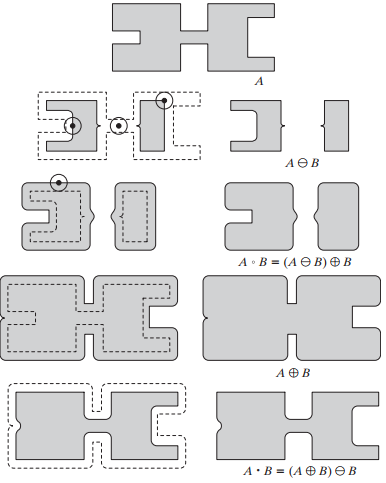 A
A ⊖ B
A ∘ B = (A ⊖ B) ⊕ B
A ⊕ B
A • B = (A ⊕ B) ⊖ B